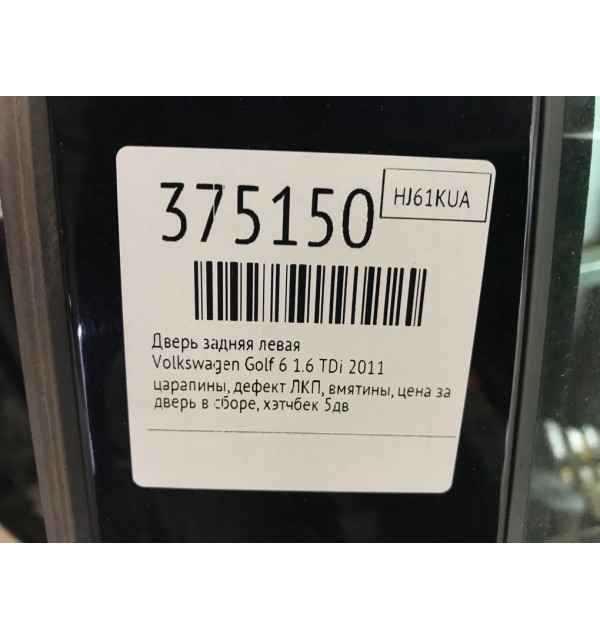 375150
HJ61KUA
Дверь задняя левая
Volkswagen Golf 6 1.6 TDi 2011
царапины, дефект ЛКП, вмятины, цена за
дверь в сборе, хэтчбек 5дв